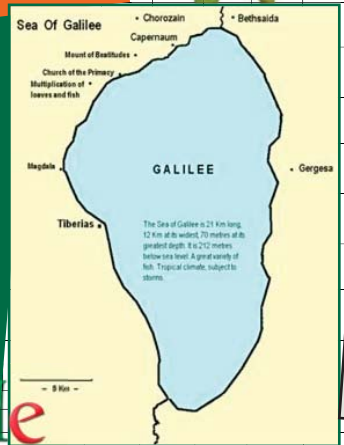 Sea Of Galilee
Chorozain
Bethsaida
Capernaum
Mount of Beatitudes
Church of the Primacy
Multiplication of
loaves and fish
Magdala
GALILEE
Gergesa
Tiberias
The Sea of Galilee is 21 Km long,
12 Km at its widest, 70 metres at its
greatest depth. It is 212 metres
below sea level. A great variety of
fish. Tropical climate, subject to
storms.
Km
e